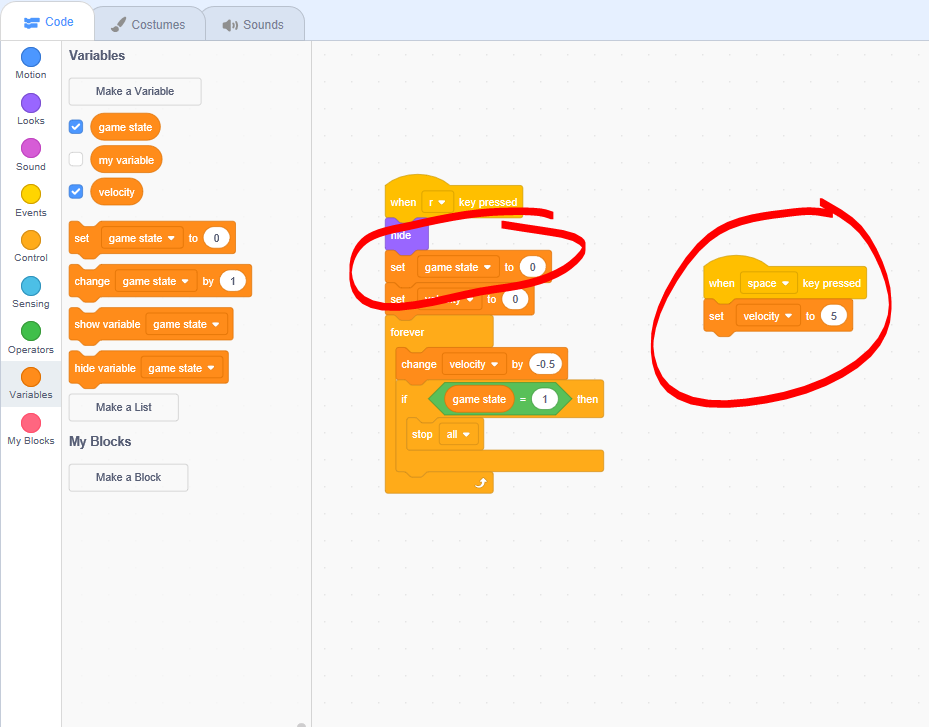 Code
Costumes
Sounds
Motion
Looks
Sound
Events
Control
Sensing
Operators
Variables
My Blocks
Variables
Make a Variable
game state
my variable
velocity
set game state to 0
change game state by 1
show variable game state
hide variable game state
Make a List
My Blocks
Make a Block
when r key pressed
hide
set game state to 0
set velocity to 0
forever
change velocity by -0.5
if game state = 1 then
stop all
when space key pressed
set velocity to 5